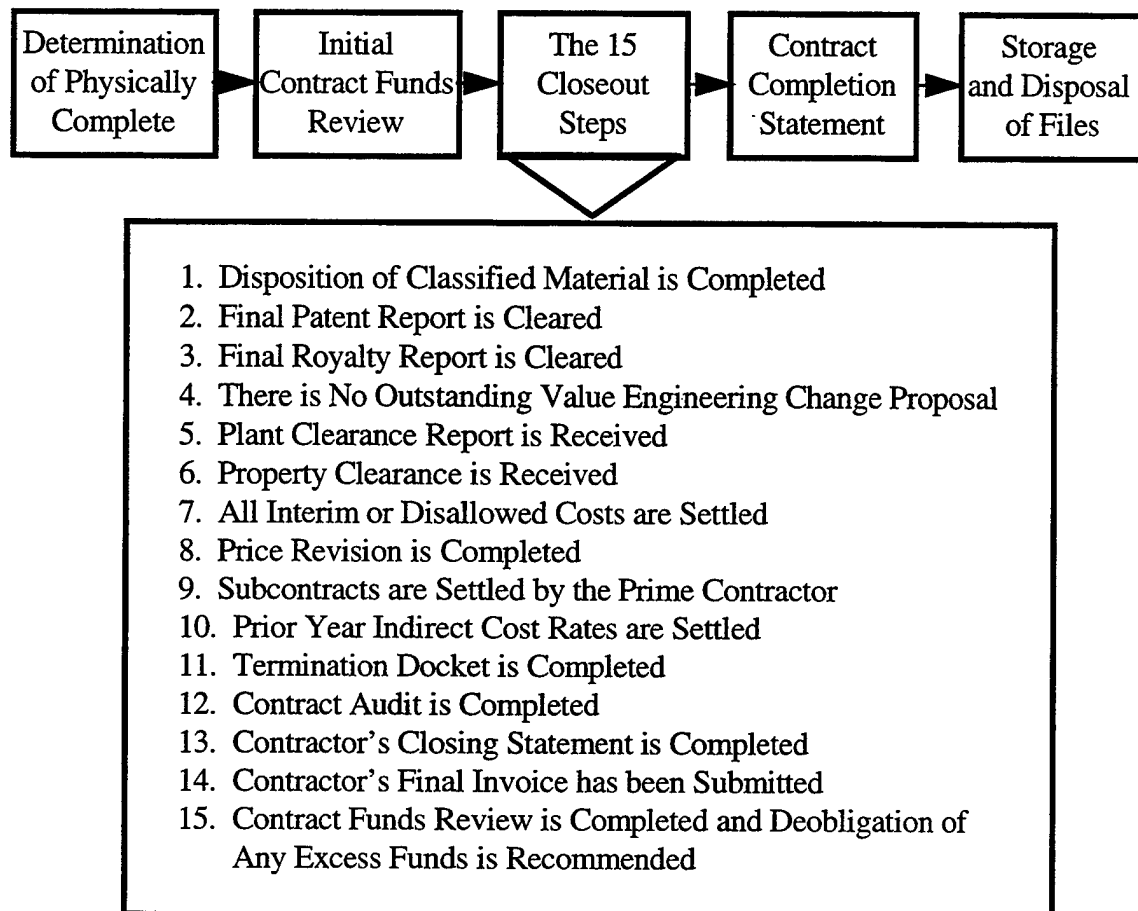 Determination
of Physically
Complete
Initial
Contract Funds
Review
The 15
Closeout
Steps
Contract
Completion
Statement
Storage
and Disposal
of Files
1. Disposition of Classified Material is Completed
2. Final Patent Report is Cleared
3. Final Royalty Report is Cleared
4. There is No Outstanding Value Engineering Change Proposal
5. Plant Clearance Report is Received
6. Property Clearance is Received
7. All Interim or Disallowed Costs are Settled
8. Price Revision is Completed
9. Subcontracts are Settled by the Prime Contractor
10. Prior Year Indirect Cost Rates are Settled
11. Termination Docket is Completed
12. Contract Audit is Completed
13. Contractor's Closing Statement is Completed
14. Contractor's Final Invoice has been Submitted
15. Contract Funds Review is Completed and Deobligation of
Any Excess Funds is Recommended